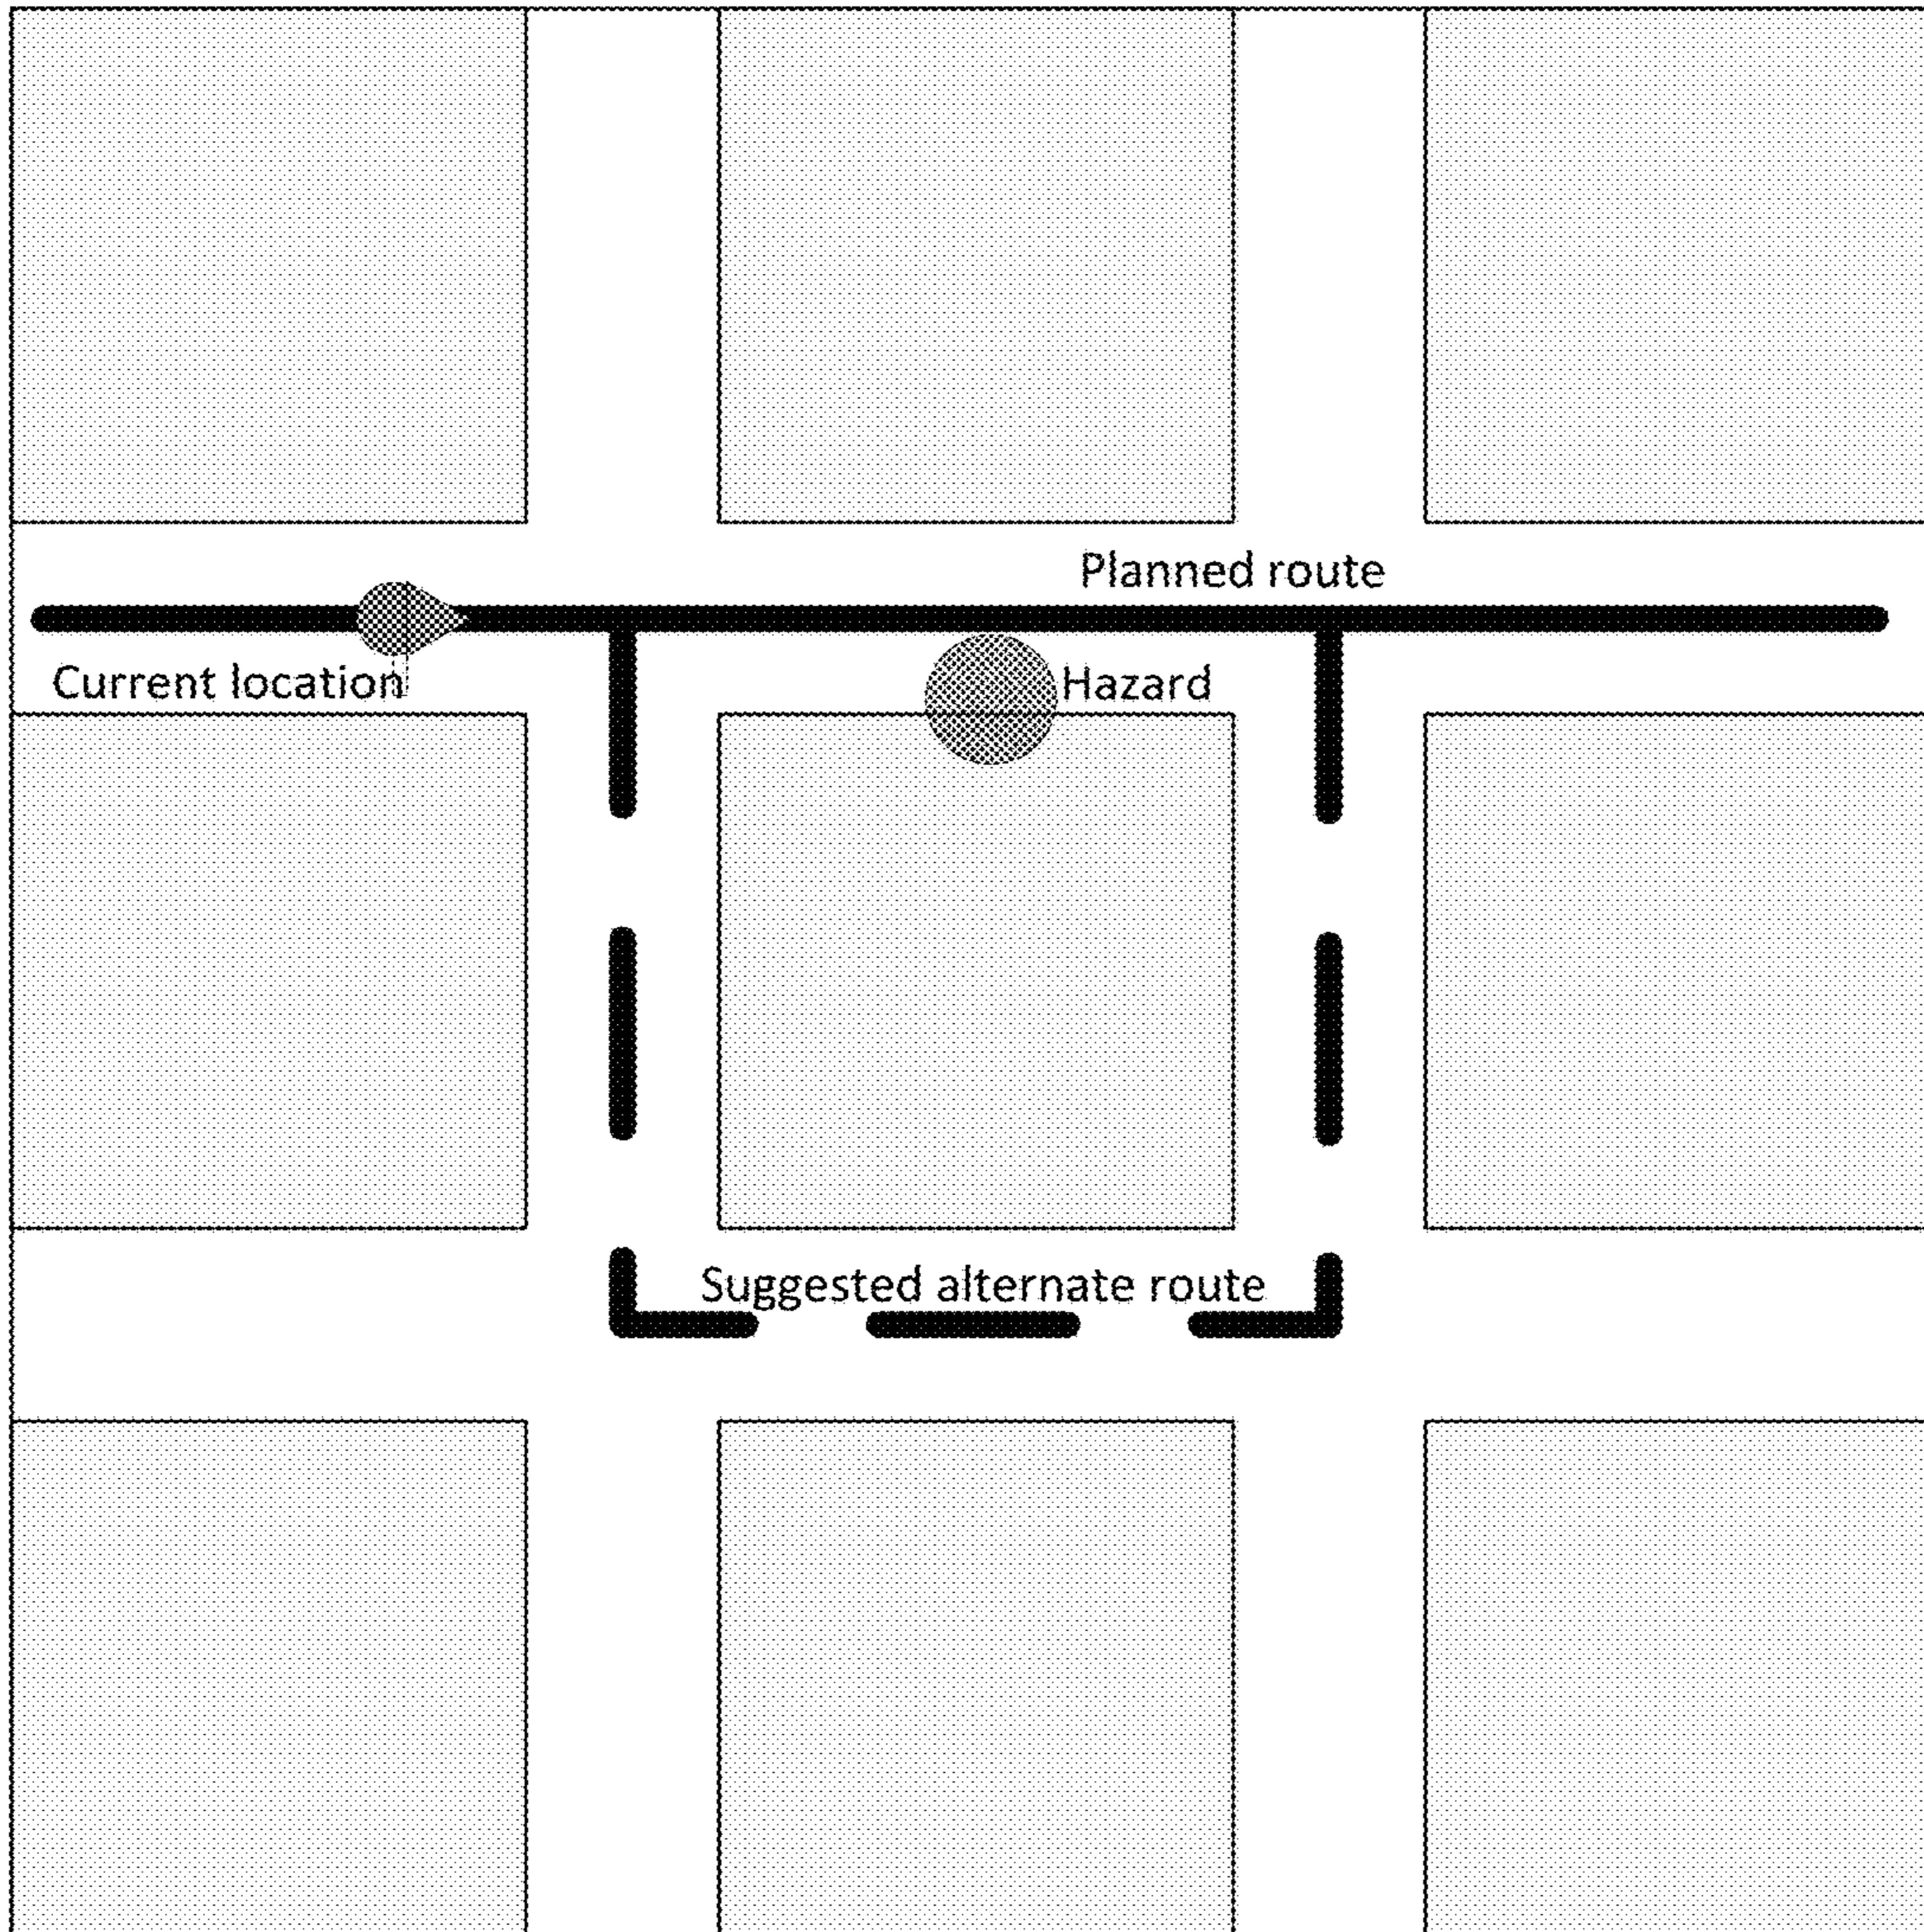 Planned route
Current location
Hazard
Suggested alternate route